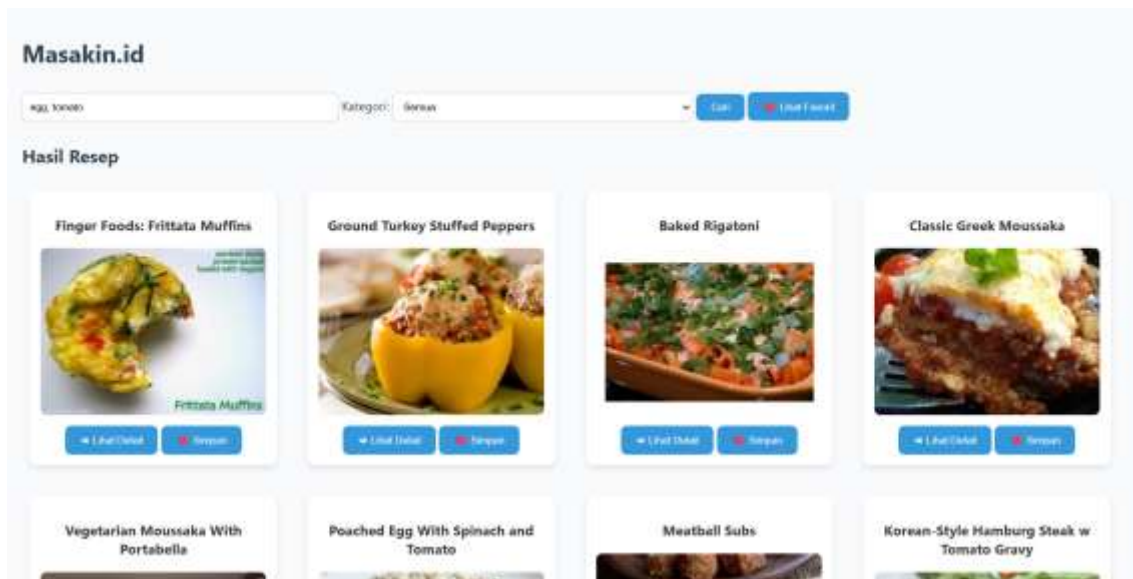 Masakin.id
egg, tomato
Kategori: Semua
Cari
Lihat Favorit
Hasil Resep
Finger Foods: Frittata Muffins
Ground Turkey Stuffed Peppers
Baked Rigatoni
Classic Greek Moussaka
Frittata Muffins
Lihat Detail
Simpan
Lihat Detail
Simpan
Lihat Detail
Simpan
Lihat Detail
Simpan
Vegetarian Moussaka With
Portabella
Poached Egg With Spinach and
Tomato
Meatball Subs
Korean-Style Hamburg Steak w
Tomato Gravy